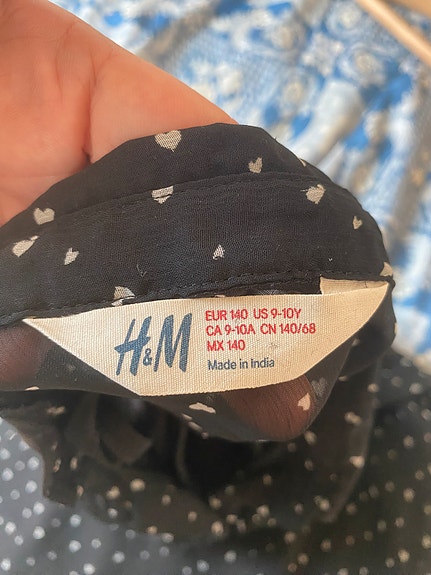 H&M
EUR 140 US 9-10Y
CA 9-10A CN 140/68
MX 140
Made in India